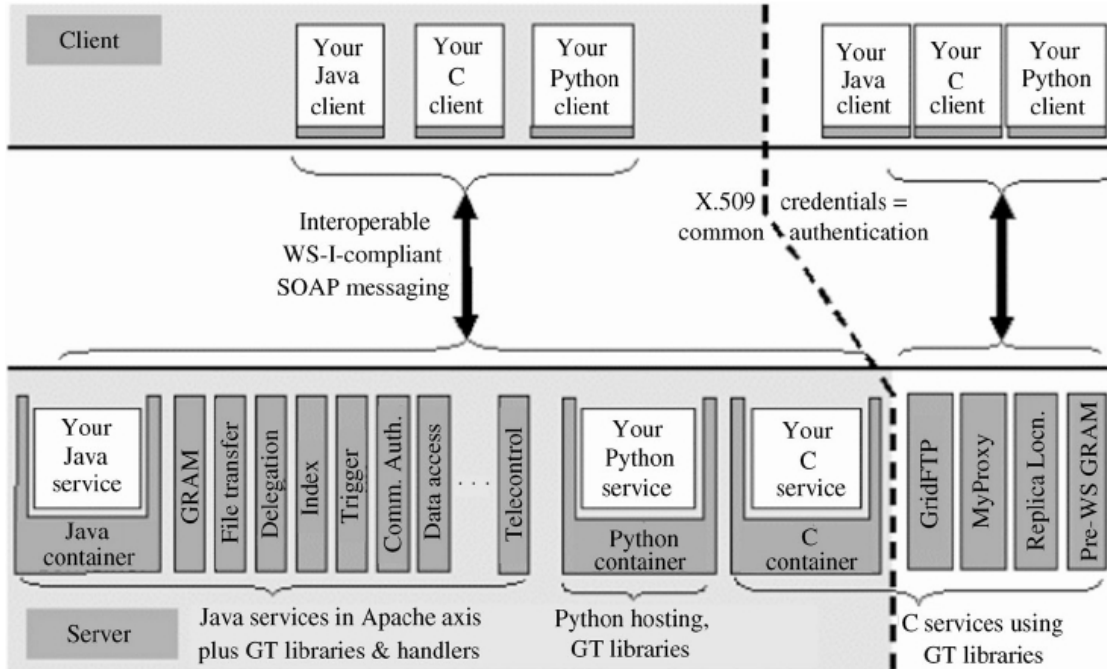 Client
Your
Java
client
Your
C
client
Your
Python
client
Your
Java
client
Your
C
client
Your
Python
client
Interoperable
WS-I-compliant
SOAP messaging
X.509 credentials =
common authentication
Your
Java
service
Java
container
GRAM
File transfer
Delegation
Index
Trigger
Comm. Auth.
Data access
. . . .
Telecontrol
Your
Python
service
Python
container
Your
C
service
C
container
GridFTP
MyProxy
Replica Locn.
Pre-WS GRAM
Server
Java services in Apache axis
plus GT libraries & handlers
Python hosting,
GT libraries
C services using
GT libraries